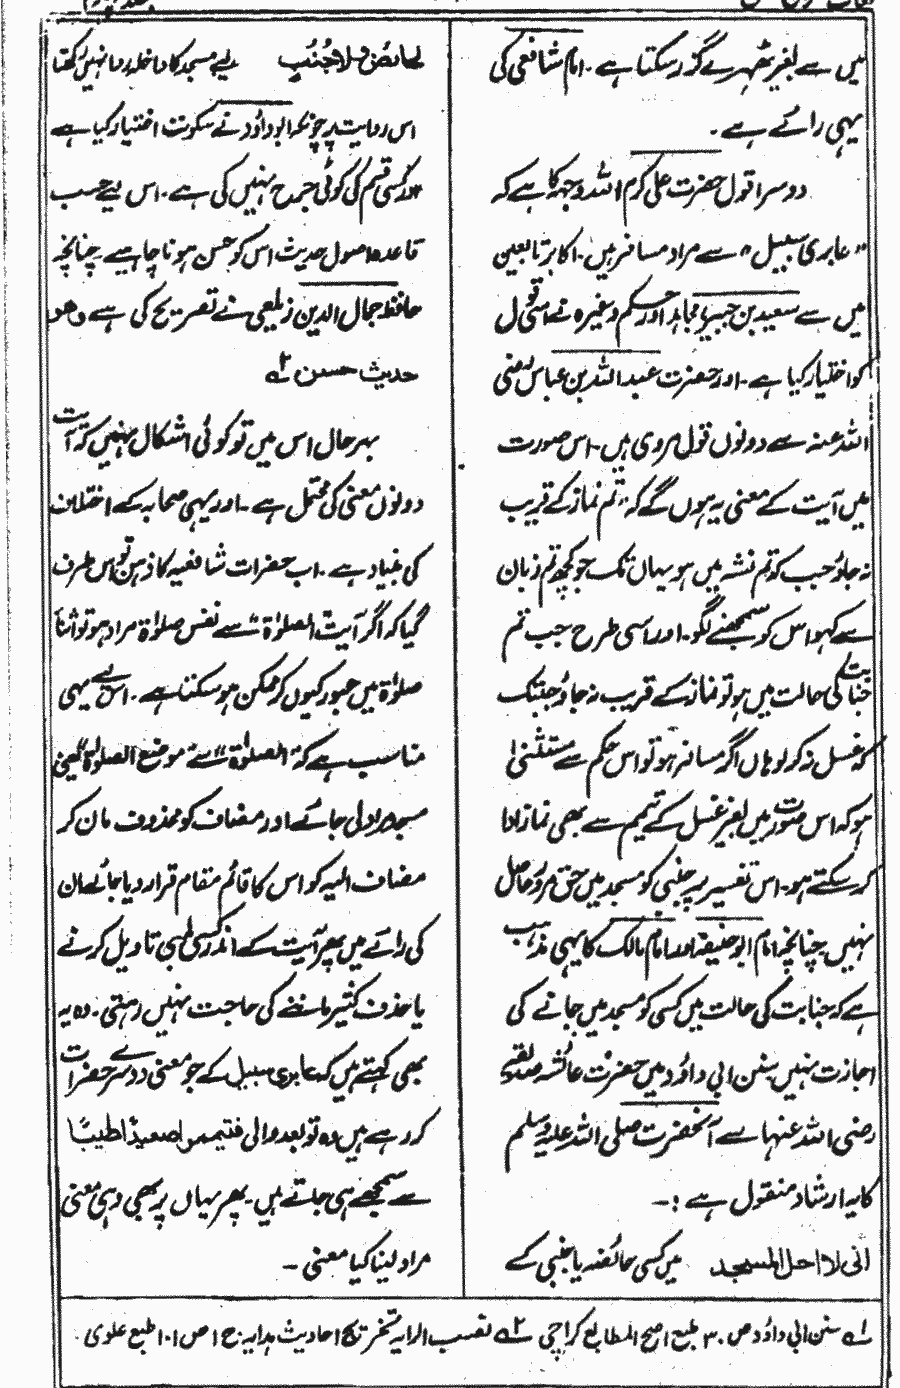 میں سے بغیر ٹھہرے گزر سکتا ہے۔ امام شافعی کی
یہی رائے ہے۔
دوسرا قول حضرت علی کرم اللہ وجہہ کا ہے کہ
"عابری سبیل" سے مراد مسافر ہیں۔ اکابر تابعین
میں سے سعید بن جبیر، مجاہد اور حکم وغیرہ نے اسی قول
کو اختیار کیا ہے۔ اور حضرت عبد اللہ بن عباس رضی
اللہ عنہ سے دونوں قول مروی ہیں۔ اس صورت
میں آیت کے معنی یہ ہوں گے کہ "تم نماز کے قریب
نہ جاؤ جب کہ تم نشہ میں ہو یہاں تک جو کچھ تم زبان
سے کہو اس کو سمجھنے لگو۔ اور اسی طرح جب تم
جنابت کی حالت میں ہو تو نماز کے قریب نہ جاؤ جبتک
کہ غسل نہ کر لو ہاں اگر مسافر ہو تو اس حکم سے مستثنیٰ
ہو کہ اس صورت میں بغیر غسل کے تیمم سے بھی نماز ادا
کر سکتے ہو۔ اس تفسیر پر جنبی کو مسجد میں حق مرور حاصل
نہیں چنانچہ امام ابو حنیفہ اور امام مالک کا یہی مذہب
ہے کہ جنابت کی حالت میں کسی کو مسجد میں جانے کی
اجازت نہیں سنن ابی داؤد میں حضرت عائشہ صدیقہ
رضی اللہ عنہا سے آنحضرت صلی اللہ علیہ وسلم
کا یہ ارشاد منقول ہے :۔
انی لا احل المسجد میں کسی حائضہ یا جنبی کے
لحائض ولا جُنُبٍ لیے مسجد کا داخلہ روا نہیں رکھتا
اس روایت پر چونکہ ابو داؤد نے سکوت اختیار کیا ہے
اور کسی قسم کی کوئی جرح نہیں کی ہے۔ اس لیے حسب
قاعدہ اصول حدیث اس کو حسن ہونا چاہیے۔ چنانچہ
حافظ جمال الدین زیلعی نے تصریح کی ہے وھو
حدیث حسن ۲؎
بہرحال اس میں تو کوئی اشکال نہیں کہ آیت
دونوں معنی کی محتمل ہے۔ اور یہی صحابہ کے اختلاف
کی بنیاد ہے۔ اب حضرات شافعیہ کا ذہن تو اس طرف
گیا کہ اگر آیت "الصلوٰۃ" سے نفس صلوٰۃ مراد ہو تو اثناء
صلوٰۃ میں عبور کیوں کر ممکن ہو سکتا ہے۔ اس لیے یہی
مناسب ہے کہ "الصلوٰۃ" سے موضع الصلوٰۃ یعنی
مسجد مراد لی جائے اور مضاف کو محذوف مان کر
مضاف الیہ کو اس کا قائم مقام قرار دیا جائے ان
کی رائے میں پھر آیت کے اندر کسی لمبی تاویل کرنے
یا حذف کثیر ماننے کی حاجت نہیں رہتی۔ وہ یہ
بھی کہتے ہیں کہ عابری سبیل کے جو معنی دوسرے حضرات
کر رہے ہیں وہ تو بعد والی فتیمموا صعیداً طیباً
سے سمجھے ہی جاتے ہیں۔ پھر یہاں پر بھی وہی معنی
مراد لینا کیا معنی۔
۱؎ سنن ابی داؤد ص ۳۰ طبع اصح المطابع کراچی ۲؎ نصب الرایہ تخریج احادیث ہدایہ ج ۱ ص ۱۰۱ طبع علوی